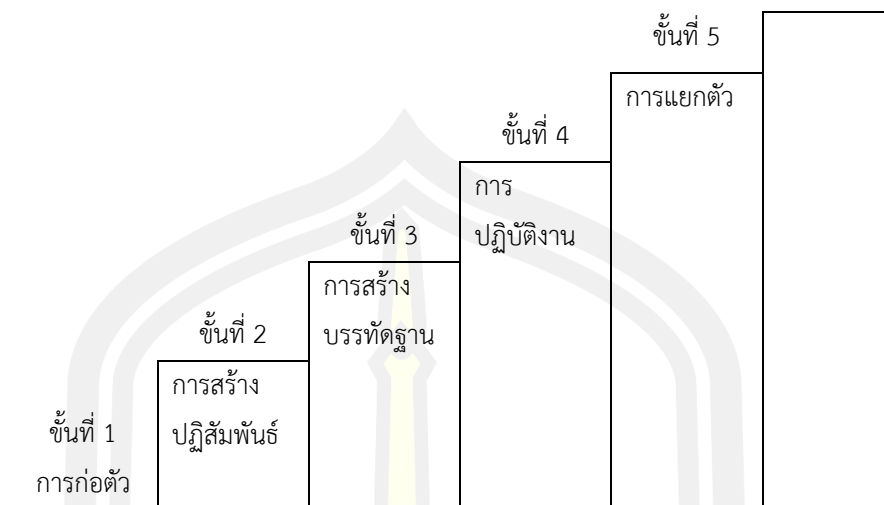 ขั้นที่ 1
การก่อตัว
ขั้นที่ 2
การสร้าง
ปฏิสัมพันธ์
ขั้นที่ 3
การสร้าง
บรรทัดฐาน
ขั้นที่ 4
การ
ปฏิบัติงาน
ขั้นที่ 5
การแยกตัว